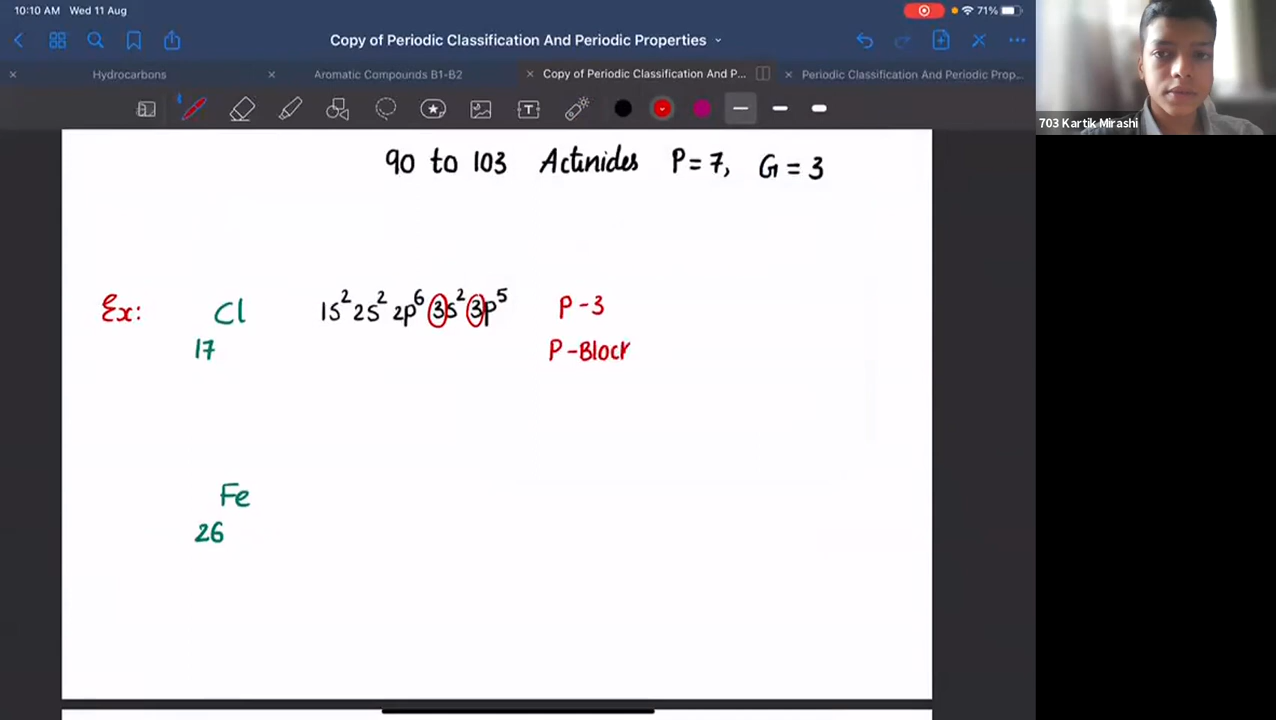 10:10 AM Wed 11 Aug
71%
Copy of Periodic Classification And Periodic Properties
Hydrocarbons
Aromatic Compounds B1-B2
Copy of Periodic Classification And P...
Periodic Classification And Periodic Prop...
703 Kartik Mirashi
90 to 103 Actinides P = 7, G = 3
Ex: Cl 1s² 2s² 2p⁶ 3s² 3p⁵ P - 3
17 P - Block
Fe
26